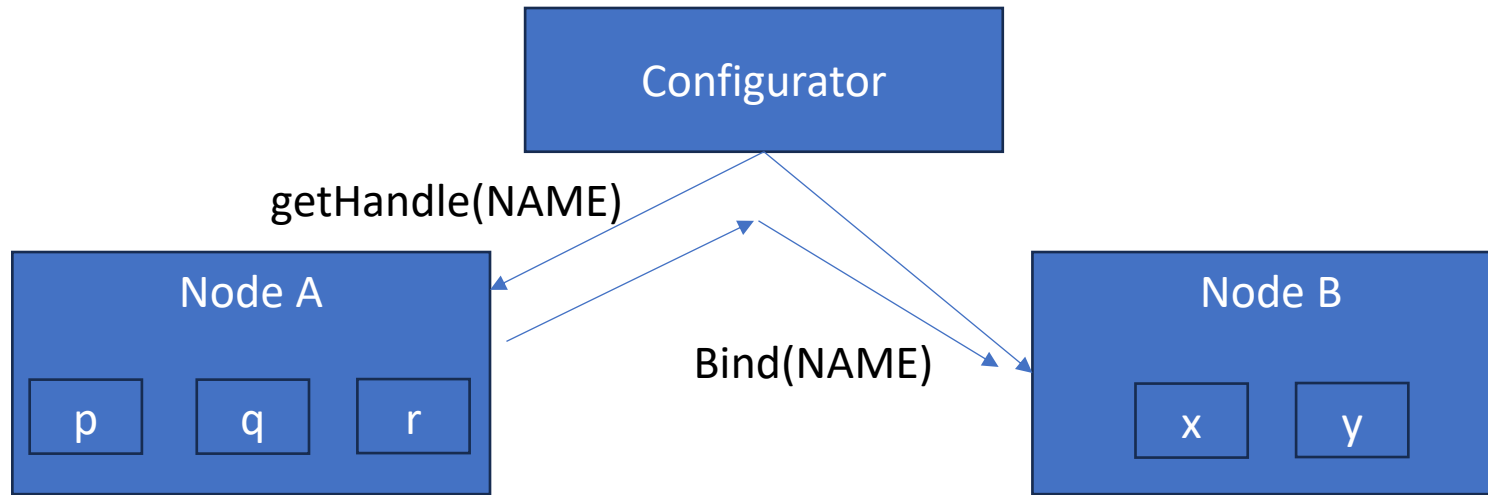 Configurator
getHandle(NAME)
Node A
Node B
Bind(NAME)
p
q
r
x
y